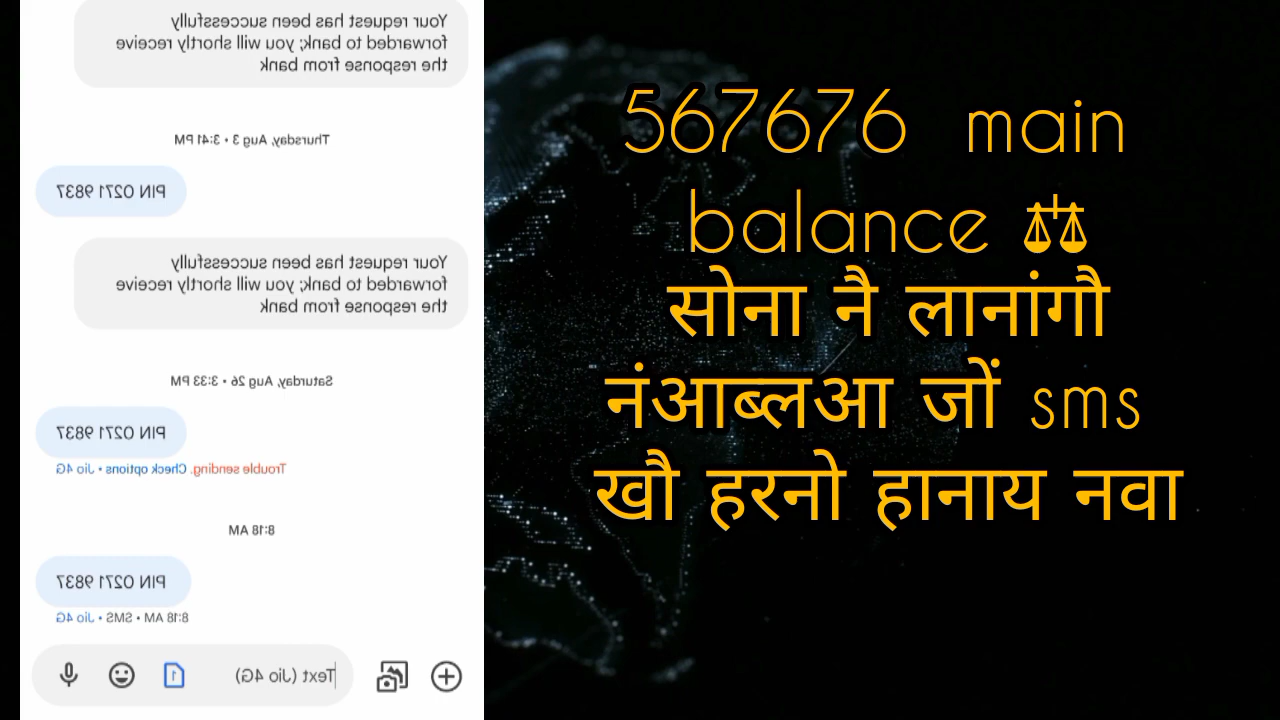 Your request has been successfully
forwarded to bank; you will shortly receive
the response from bank
Thursday, Aug 3 • 3:41 PM
PIN 0271 9837
Your request has been successfully
forwarded to bank; you will shortly receive
the response from bank
Saturday, Aug 26 • 3:33 PM
PIN 0271 9837
Trouble sending. Check options • Jio 4G
8:18 AM
PIN 0271 9837
8:18 AM • SMS • Jio 4G
Text (Jio 4G)
1
567676 main
balance ⚖
सोना नै लानांगौ
नंआब्लआ जों sms
खौ हरनो हानाय नवा